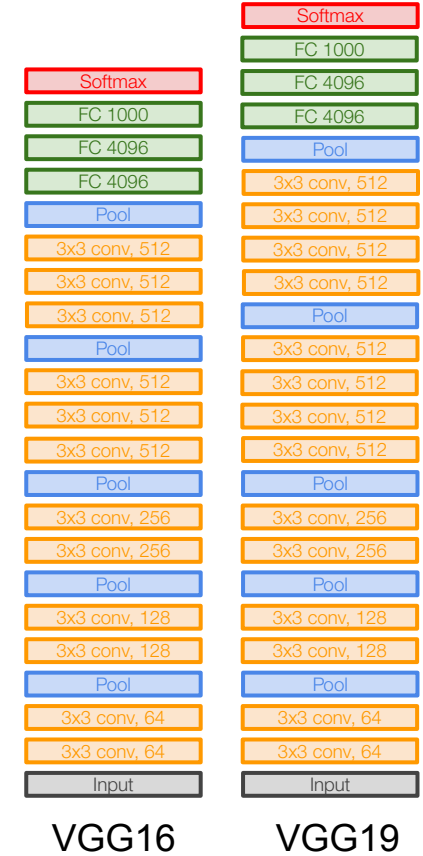 Softmax
FC 1000
FC 4096
FC 4096
Pool
3x3 conv, 512
3x3 conv, 512
3x3 conv, 512
Pool
3x3 conv, 512
3x3 conv, 512
3x3 conv, 512
Pool
3x3 conv, 256
3x3 conv, 256
Pool
3x3 conv, 128
3x3 conv, 128
Pool
3x3 conv, 64
3x3 conv, 64
Input
VGG16
Softmax
FC 1000
FC 4096
FC 4096
Pool
3x3 conv, 512
3x3 conv, 512
3x3 conv, 512
3x3 conv, 512
Pool
3x3 conv, 512
3x3 conv, 512
3x3 conv, 512
3x3 conv, 512
Pool
3x3 conv, 256
3x3 conv, 256
Pool
3x3 conv, 128
3x3 conv, 128
Pool
3x3 conv, 64
3x3 conv, 64
Input
VGG19